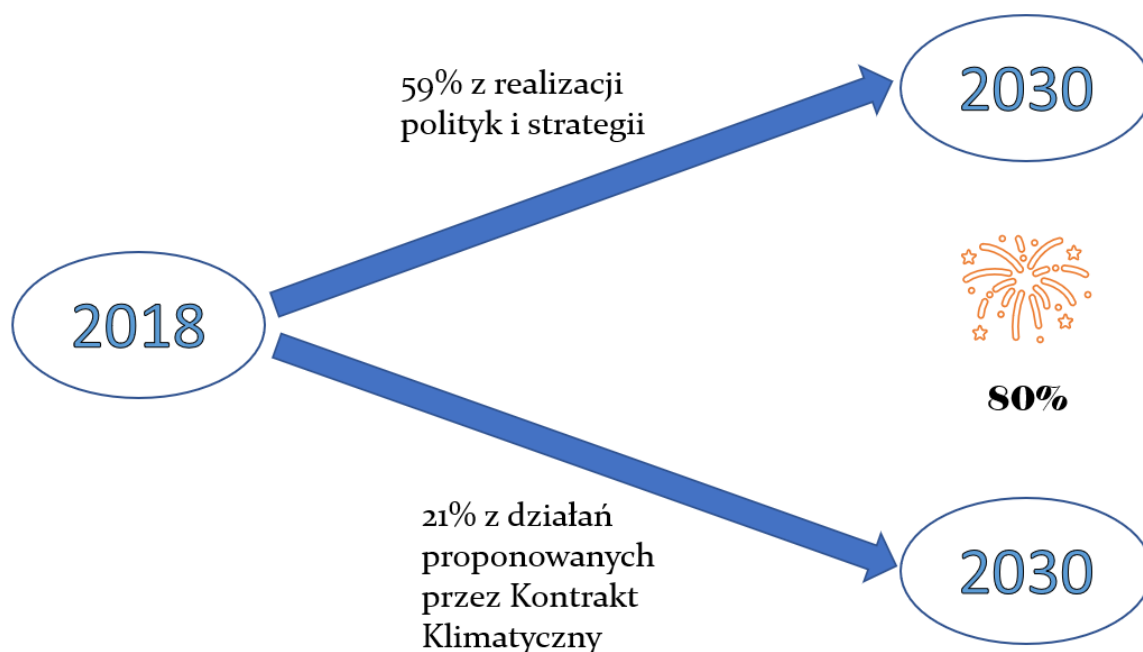 59% z realizacji
polityk i strategii
2030
2018
80%
21% z działań
proponowanych
przez Kontrakt
Klimatyczny
2030